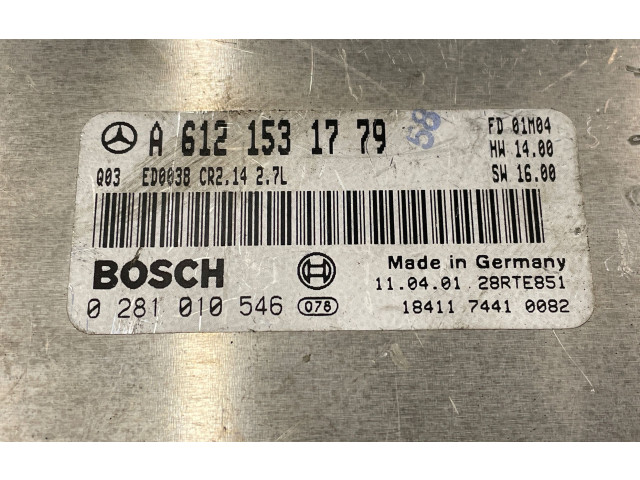 A 612 153 17 79
58
FD 01M04
HW 14.00
SW 16.00
Q03 ED0038 CR2,14 2.7L
BOSCH
Made in Germany
11.04.01 28RTE851
0 281 010 546 078
18411 7441 0082